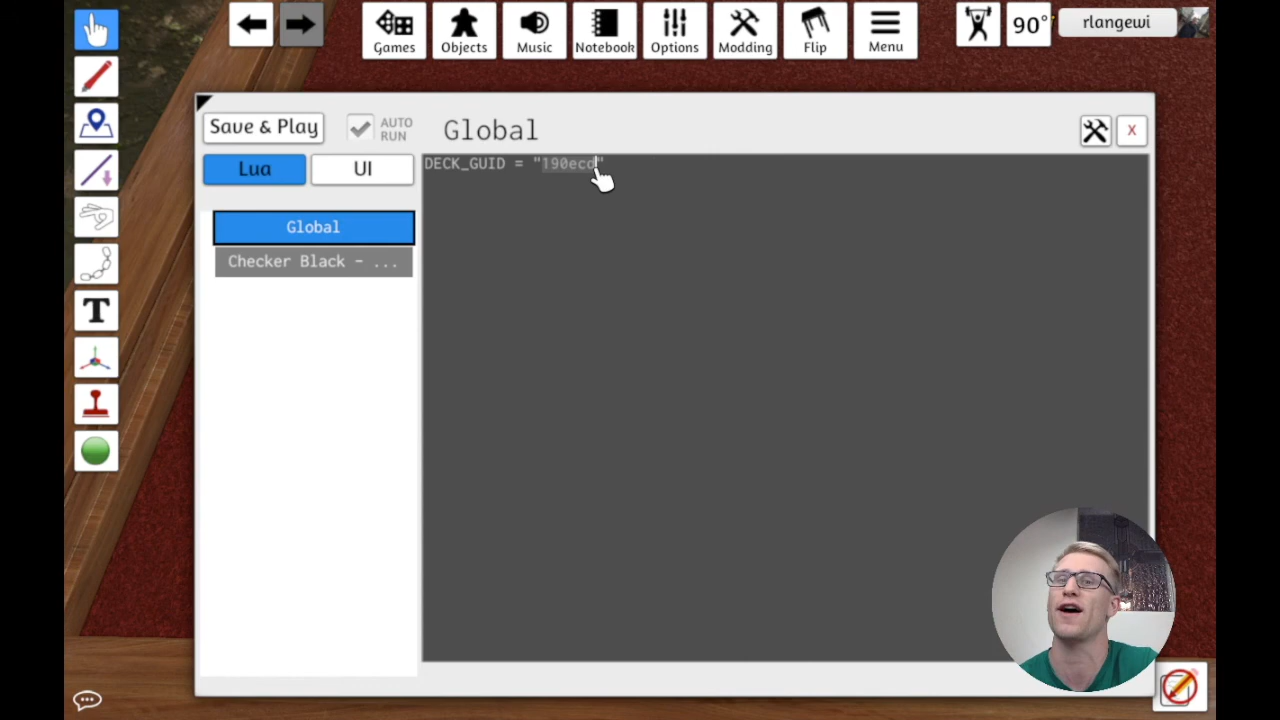 Games
Objects
Music
Notebook
Options
Modding
Flip
Menu
90°
rlangewi
Save & Play
AUTO
RUN
Global
X
Lua
UI
DECK_GUID = "190ecd"
Global
Checker Black - ...
T